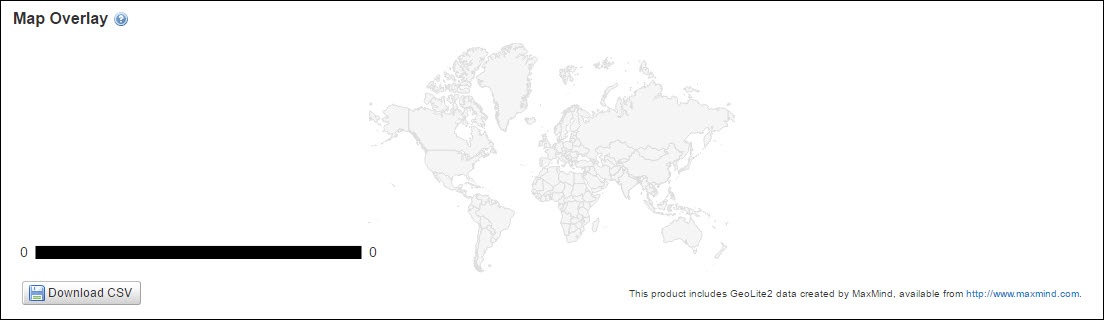 Map Overlay ?
0 0
Download CSV
This product includes GeoLite2 data created by MaxMind, available from http://www.maxmind.com.